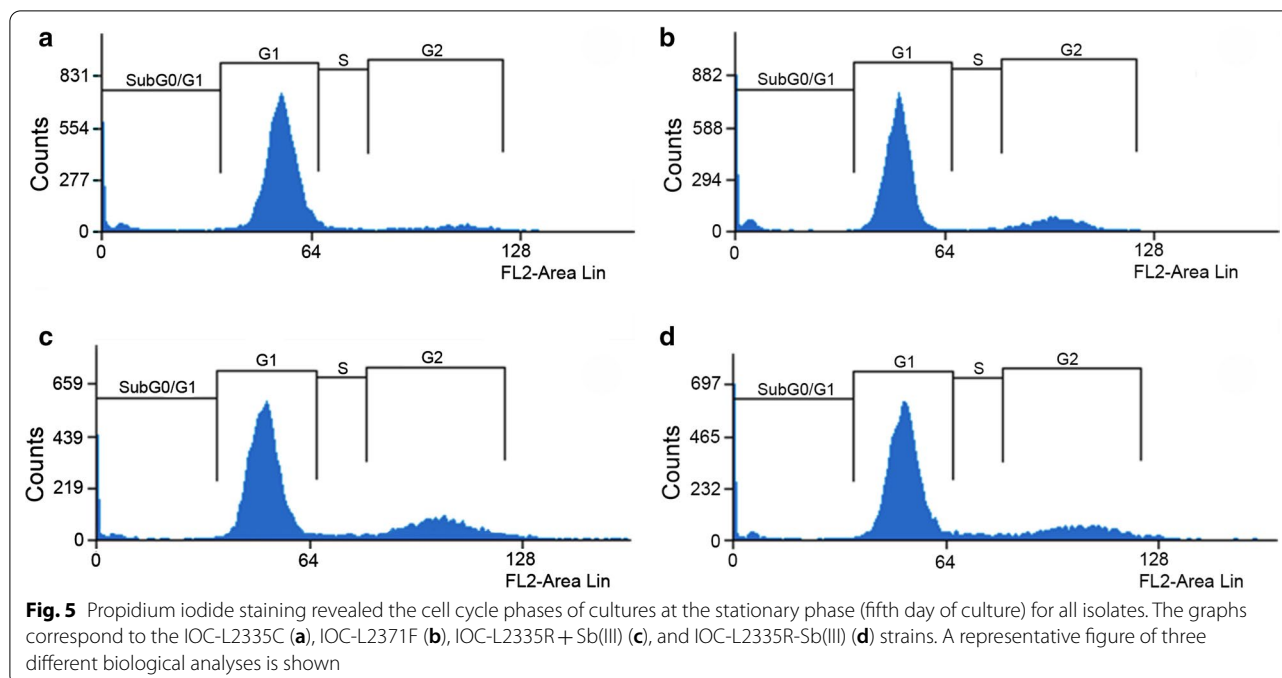 a
G1
S
G2
SubG0/G1
831
554
277
0
Counts
0 64 128
FL2-Area Lin
b
G1
S
G2
SubG0/G1
882
588
294
0
Counts
0 64 128
FL2-Area Lin
c
G1
S
G2
SubG0/G1
659
439
219
0
Counts
0 64 128
FL2-Area Lin
d
G1
S
G2
SubG0/G1
697
465
232
0
Counts
0 64 128
FL2-Area Lin
Fig. 5 Propidium iodide staining revealed the cell cycle phases of cultures at the stationary phase (fifth day of culture) for all isolates. The graphs
correspond to the IOC-L2335C (a), IOC-L2371F (b), IOC-L2335R + Sb(III) (c), and IOC-L2335R-Sb(III) (d) strains. A representative figure of three
different biological analyses is shown